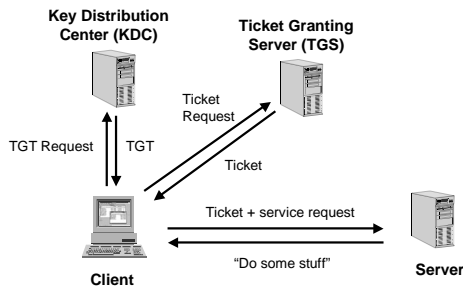 Key Distribution
Center (KDC)
Ticket Granting
Server (TGS)
Ticket
Request
TGT Request
TGT
Ticket
Ticket + service request
“Do some stuff”
Client
Server